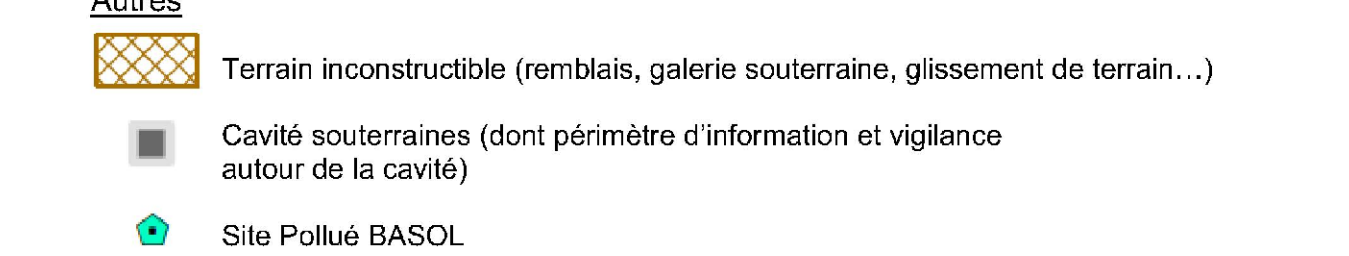 Autres
Terrain inconstructible (remblais, galerie souterraine, glissement de terrain…)
Cavité souterraines (dont périmètre d'information et vigilance
autour de la cavité)
Site Pollué BASOL